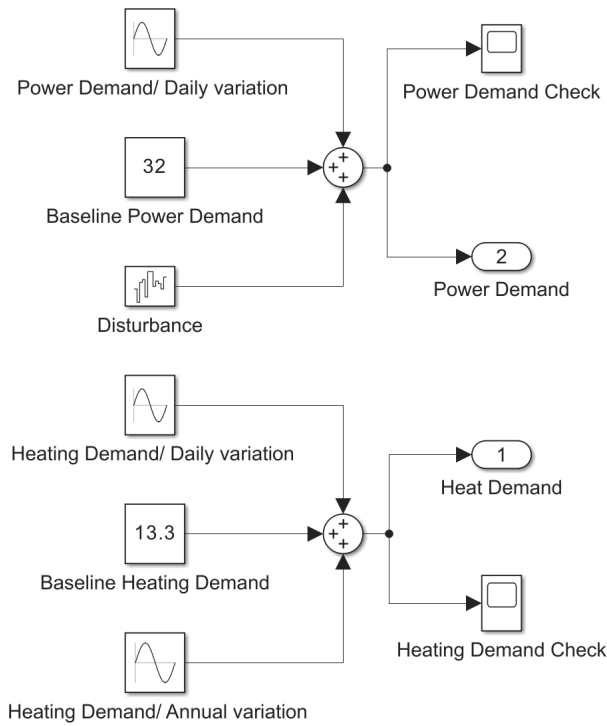 Power Demand/ Daily variation
Power Demand Check
32
Baseline Power Demand
2
Power Demand
Disturbance
Heating Demand/ Daily variation
1
Heat Demand
13.3
Baseline Heating Demand
Heating Demand Check
Heating Demand/ Annual variation